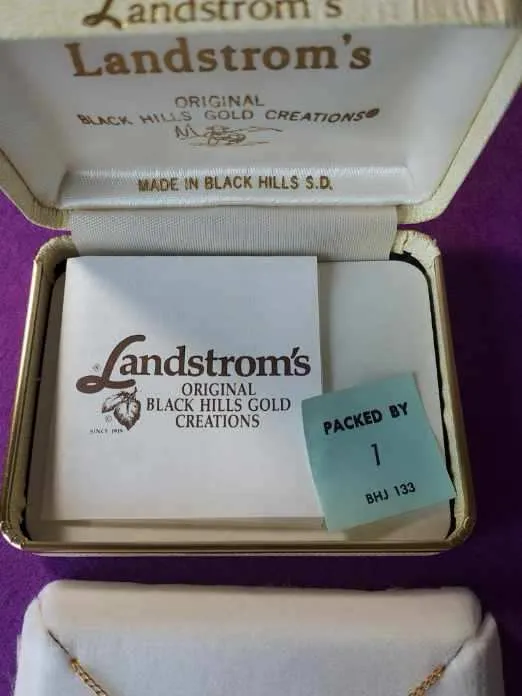 Landstrom's
Landstrom's
ORIGINAL
BLACK HILLS GOLD CREATIONS®
MADE IN BLACK HILLS S.D.
®Landstrom's
ORIGINAL
BLACK HILLS GOLD
CREATIONS
©
PACKED BY
1
BHJ 133